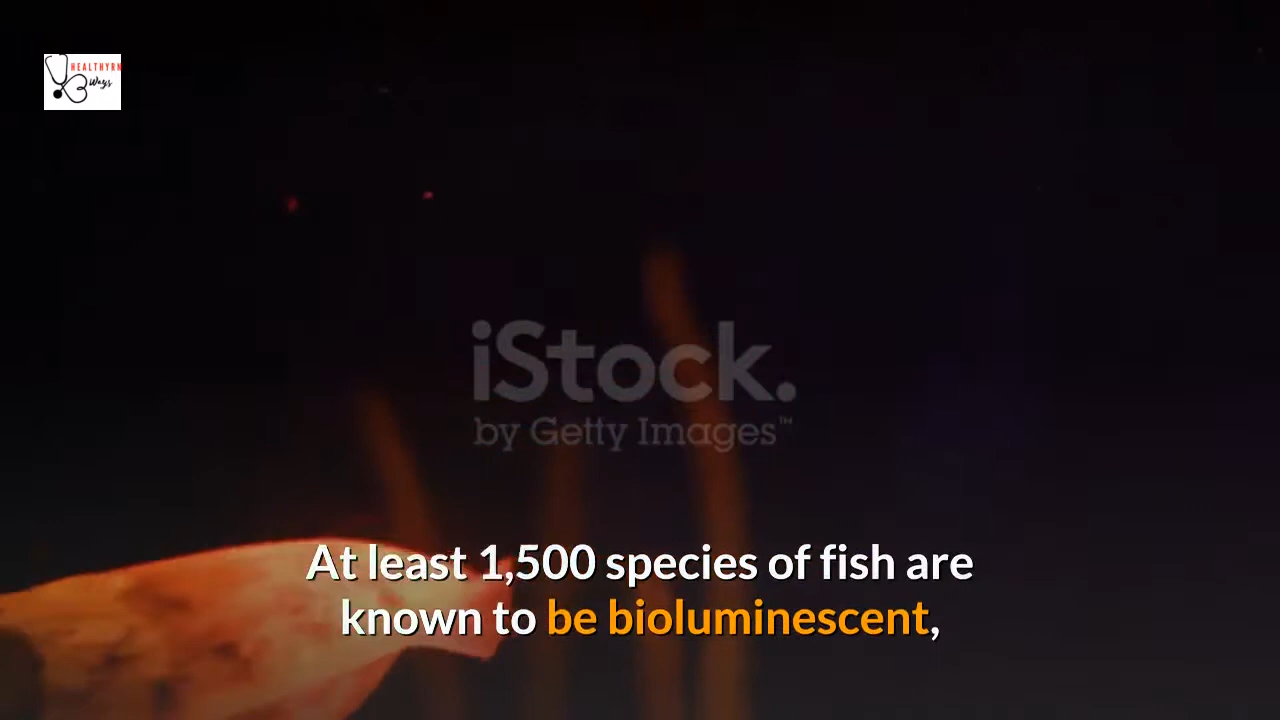 HEALTHYRN
Ways
iStock.
by Getty Images™
At least 1,500 species of fish are
known to be bioluminescent,